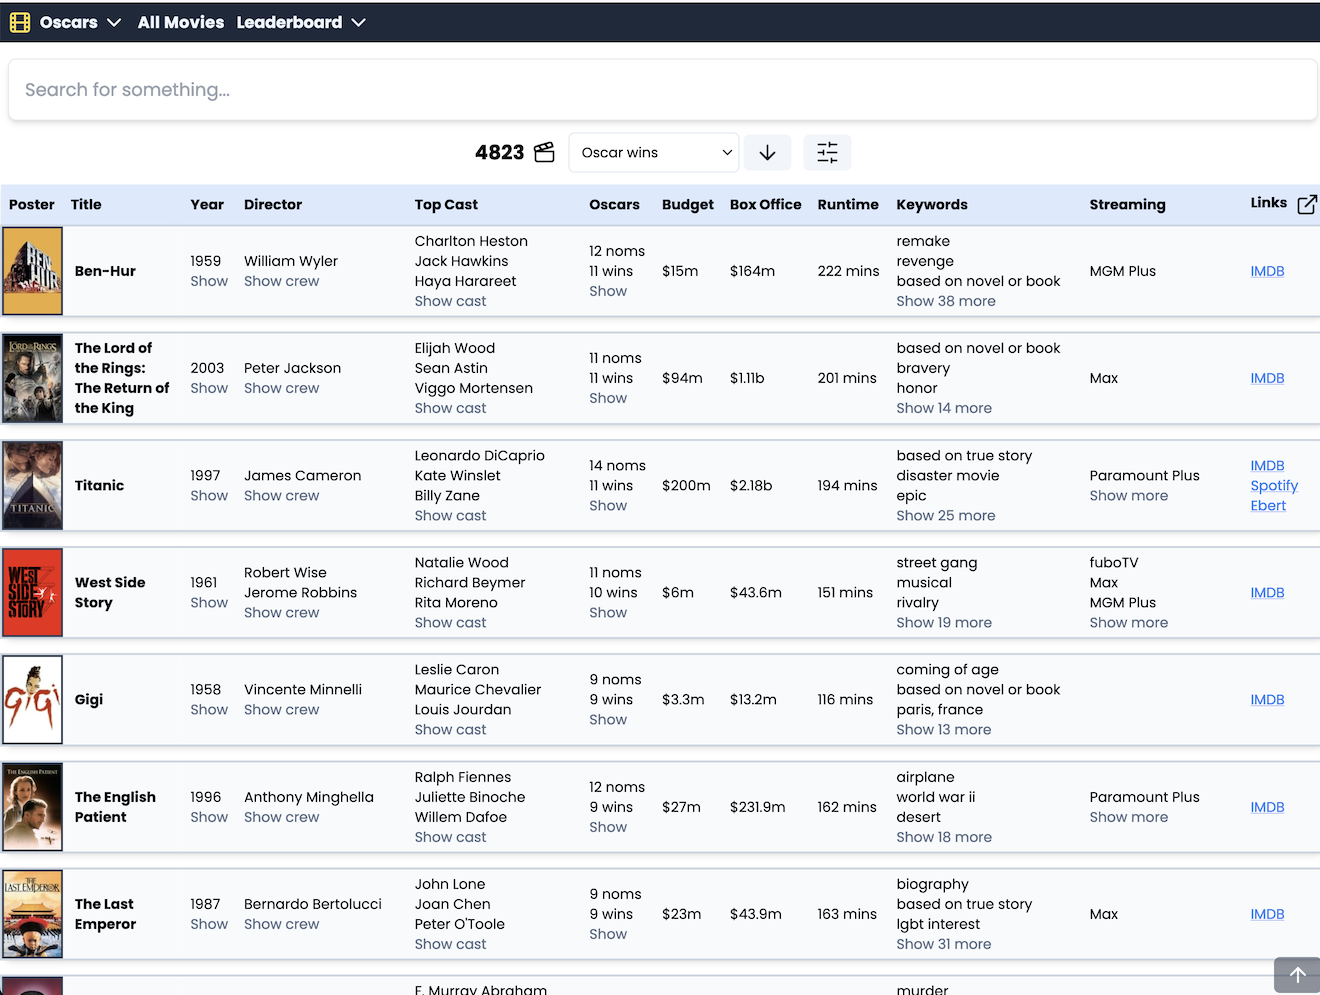 Oscars All Movies Leaderboard
Search for something...
4823 Oscar wins
Poster Title Year Director Top Cast Oscars Budget Box Office Runtime Keywords Streaming Links
BEN-HUR
Ben-Hur
1959
Show
William Wyler
Show crew
Charlton Heston
Jack Hawkins
Haya Harareet
Show cast
12 noms
11 wins
Show
$15m
$164m
222 mins
remake
revenge
based on novel or book
Show 38 more
MGM Plus
IMDB
THE LORD OF THE RINGS
The Lord of
the Rings:
The Return of
the King
2003
Show
Peter Jackson
Show crew
Elijah Wood
Sean Astin
Viggo Mortensen
Show cast
11 noms
11 wins
Show
$94m
$1.11b
201 mins
based on novel or book
bravery
honor
Show 14 more
Max
IMDB
TITANIC
Titanic
1997
Show
James Cameron
Show crew
Leonardo DiCaprio
Kate Winslet
Billy Zane
Show cast
14 noms
11 wins
Show
$200m
$2.18b
194 mins
based on true story
disaster movie
epic
Show 25 more
Paramount Plus
Show more
IMDB
Spotify
Ebert
WEST
SIDE
STORY
West Side
Story
1961
Show
Robert Wise
Jerome Robbins
Show crew
Natalie Wood
Richard Beymer
Rita Moreno
Show cast
11 noms
10 wins
Show
$6m
$43.6m
151 mins
street gang
musical
rivalry
Show 19 more
fuboTV
Max
MGM Plus
Show more
IMDB
GiGi
Gigi
1958
Show
Vincente Minnelli
Show crew
Leslie Caron
Maurice Chevalier
Louis Jourdan
Show cast
9 noms
9 wins
Show
$3.3m
$13.2m
116 mins
coming of age
based on novel or book
paris, france
Show 13 more
IMDB
THE ENGLISH PATIENT
The English
Patient
1996
Show
Anthony Minghella
Show crew
Ralph Fiennes
Juliette Binoche
Willem Dafoe
Show cast
12 noms
9 wins
Show
$27m
$231.9m
162 mins
airplane
world war ii
desert
Show 18 more
Paramount Plus
Show more
IMDB
THE
LAST EMPEROR
The Last
Emperor
1987
Show
Bernardo Bertolucci
Show crew
John Lone
Joan Chen
Peter O'Toole
Show cast
9 noms
9 wins
Show
$23m
$43.9m
163 mins
biography
based on true story
lgbt interest
Show 31 more
Max
IMDB
F. Murray Abraham
murder